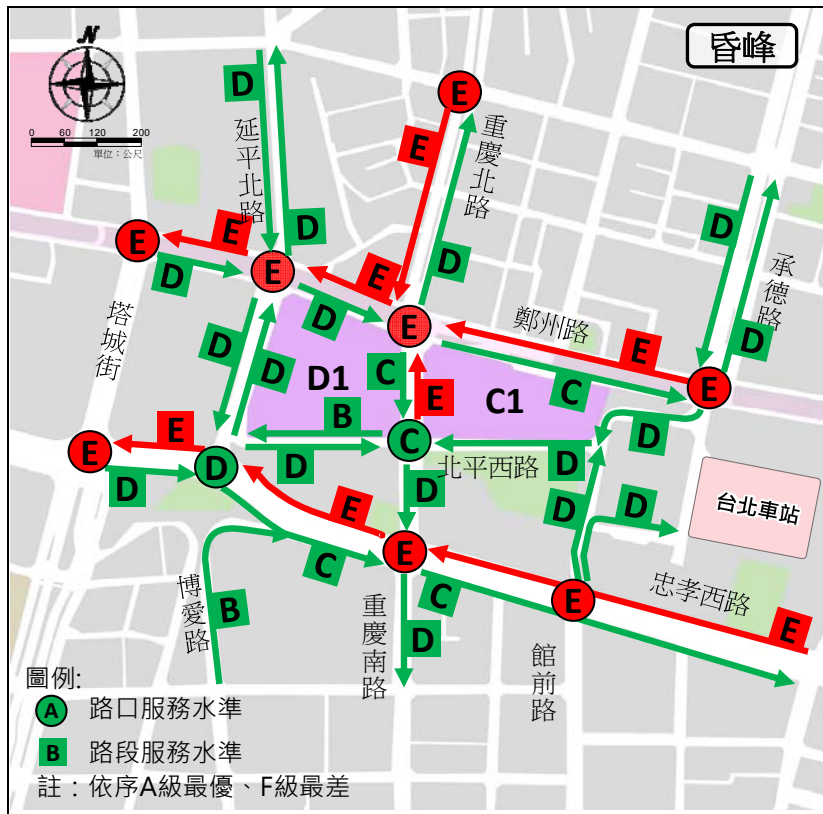 昏峰
N
0 60 120 200
單位：公尺
E
D
延平北路
E
重慶北路
D
D
D
承德路
E
E
D
E
D
E
D
E
鄭州路
E
D
E
塔城街
D
D
D1
C
E
C1
C
E
B
C
D
E
E
D
D
北平西路
D
D
台北車站
D
D
E
D
E
C
C
E
忠孝西路
E
博愛路
B
重慶南路
D
館前路
圖例:
A 路口服務水準
B 路段服務水準
註：依序A級最優、F級最差